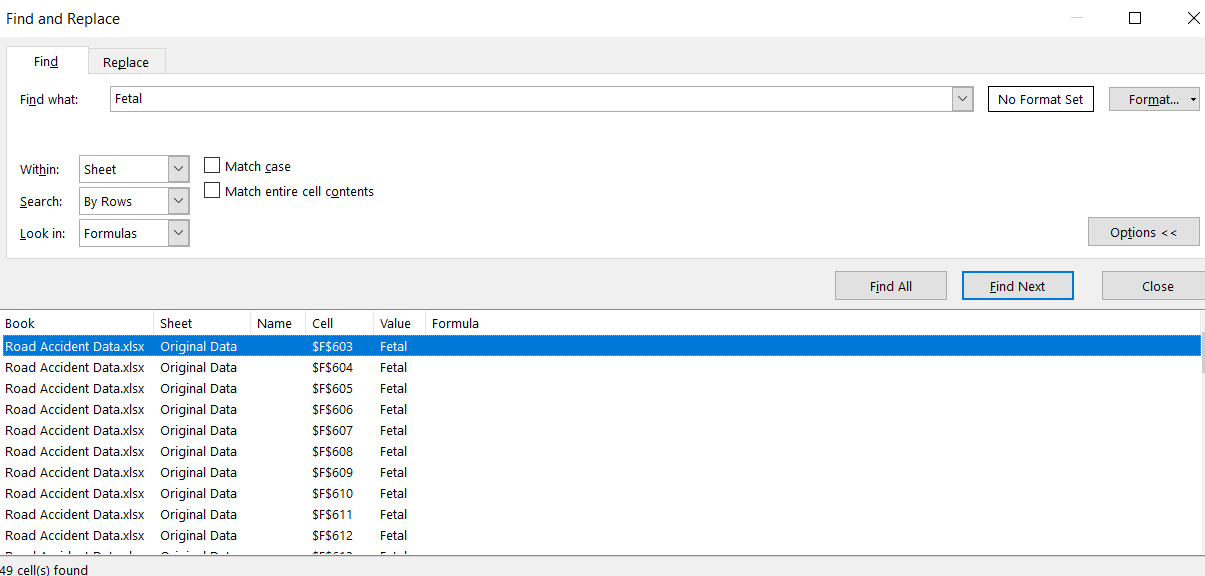 Find and Replace
Find Replace
Find what: Fetal No Format Set Format...
Within: Sheet Match case
Match entire cell contents
Search: By Rows
Look in: Formulas Options <<
Find All Find Next Close
Book Sheet Name Cell Value Formula
Road Accident Data.xlsx Original Data $F$603 Fetal
Road Accident Data.xlsx Original Data $F$604 Fetal
Road Accident Data.xlsx Original Data $F$605 Fetal
Road Accident Data.xlsx Original Data $F$606 Fetal
Road Accident Data.xlsx Original Data $F$607 Fetal
Road Accident Data.xlsx Original Data $F$608 Fetal
Road Accident Data.xlsx Original Data $F$609 Fetal
Road Accident Data.xlsx Original Data $F$610 Fetal
Road Accident Data.xlsx Original Data $F$611 Fetal
Road Accident Data.xlsx Original Data $F$612 Fetal
49 cell(s) found